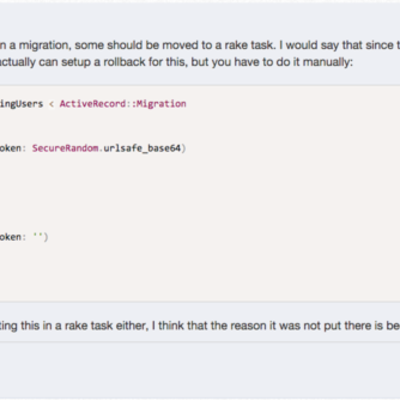 n a migration, some should be moved to a rake task. I would say that since t
actually can setup a rollback for this, but you have to do it manually:
ingUsers < ActiveRecord::Migration
oken: SecureRandom.urlsafe_base64)
oken: '')
ting this in a rake task either, I think that the reason it was not put there is be